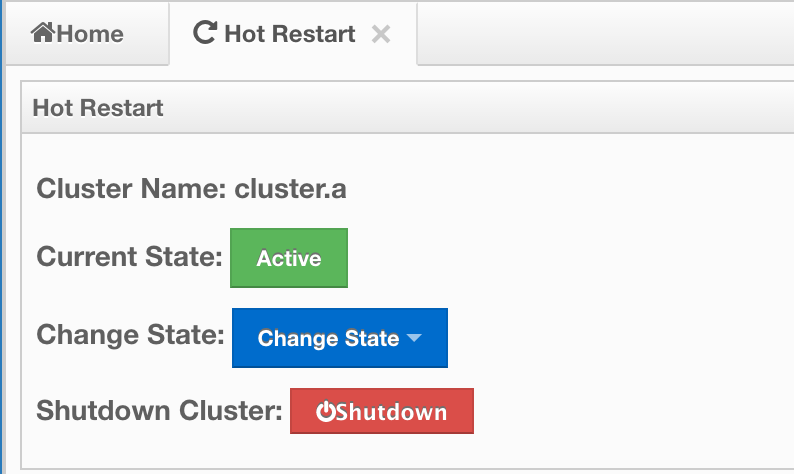 Home
Hot Restart
Hot Restart
Cluster Name: cluster.a
Current State: Active
Change State: Change State
Shutdown Cluster: Shutdown